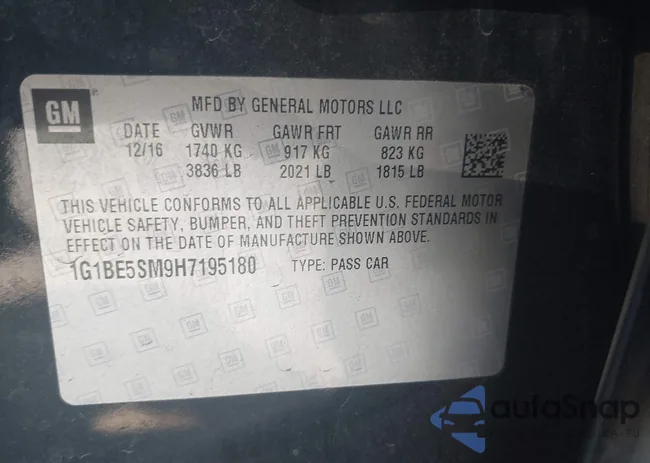 GM
MFD BY GENERAL MOTORS LLC
DATE GVWR GAWR FRT GAWR RR
12/16 1740 KG 917 KG 823 KG
3836 LB 2021 LB 1815 LB
THIS VEHICLE CONFORMS TO ALL APPLICABLE U.S. FEDERAL MOTOR
VEHICLE SAFETY, BUMPER, AND THEFT PREVENTION STANDARDS IN
EFFECT ON THE DATE OF MANUFACTURE SHOWN ABOVE.
1G1BE5SM9H7195180 TYPE: PASS CAR
autoSnap